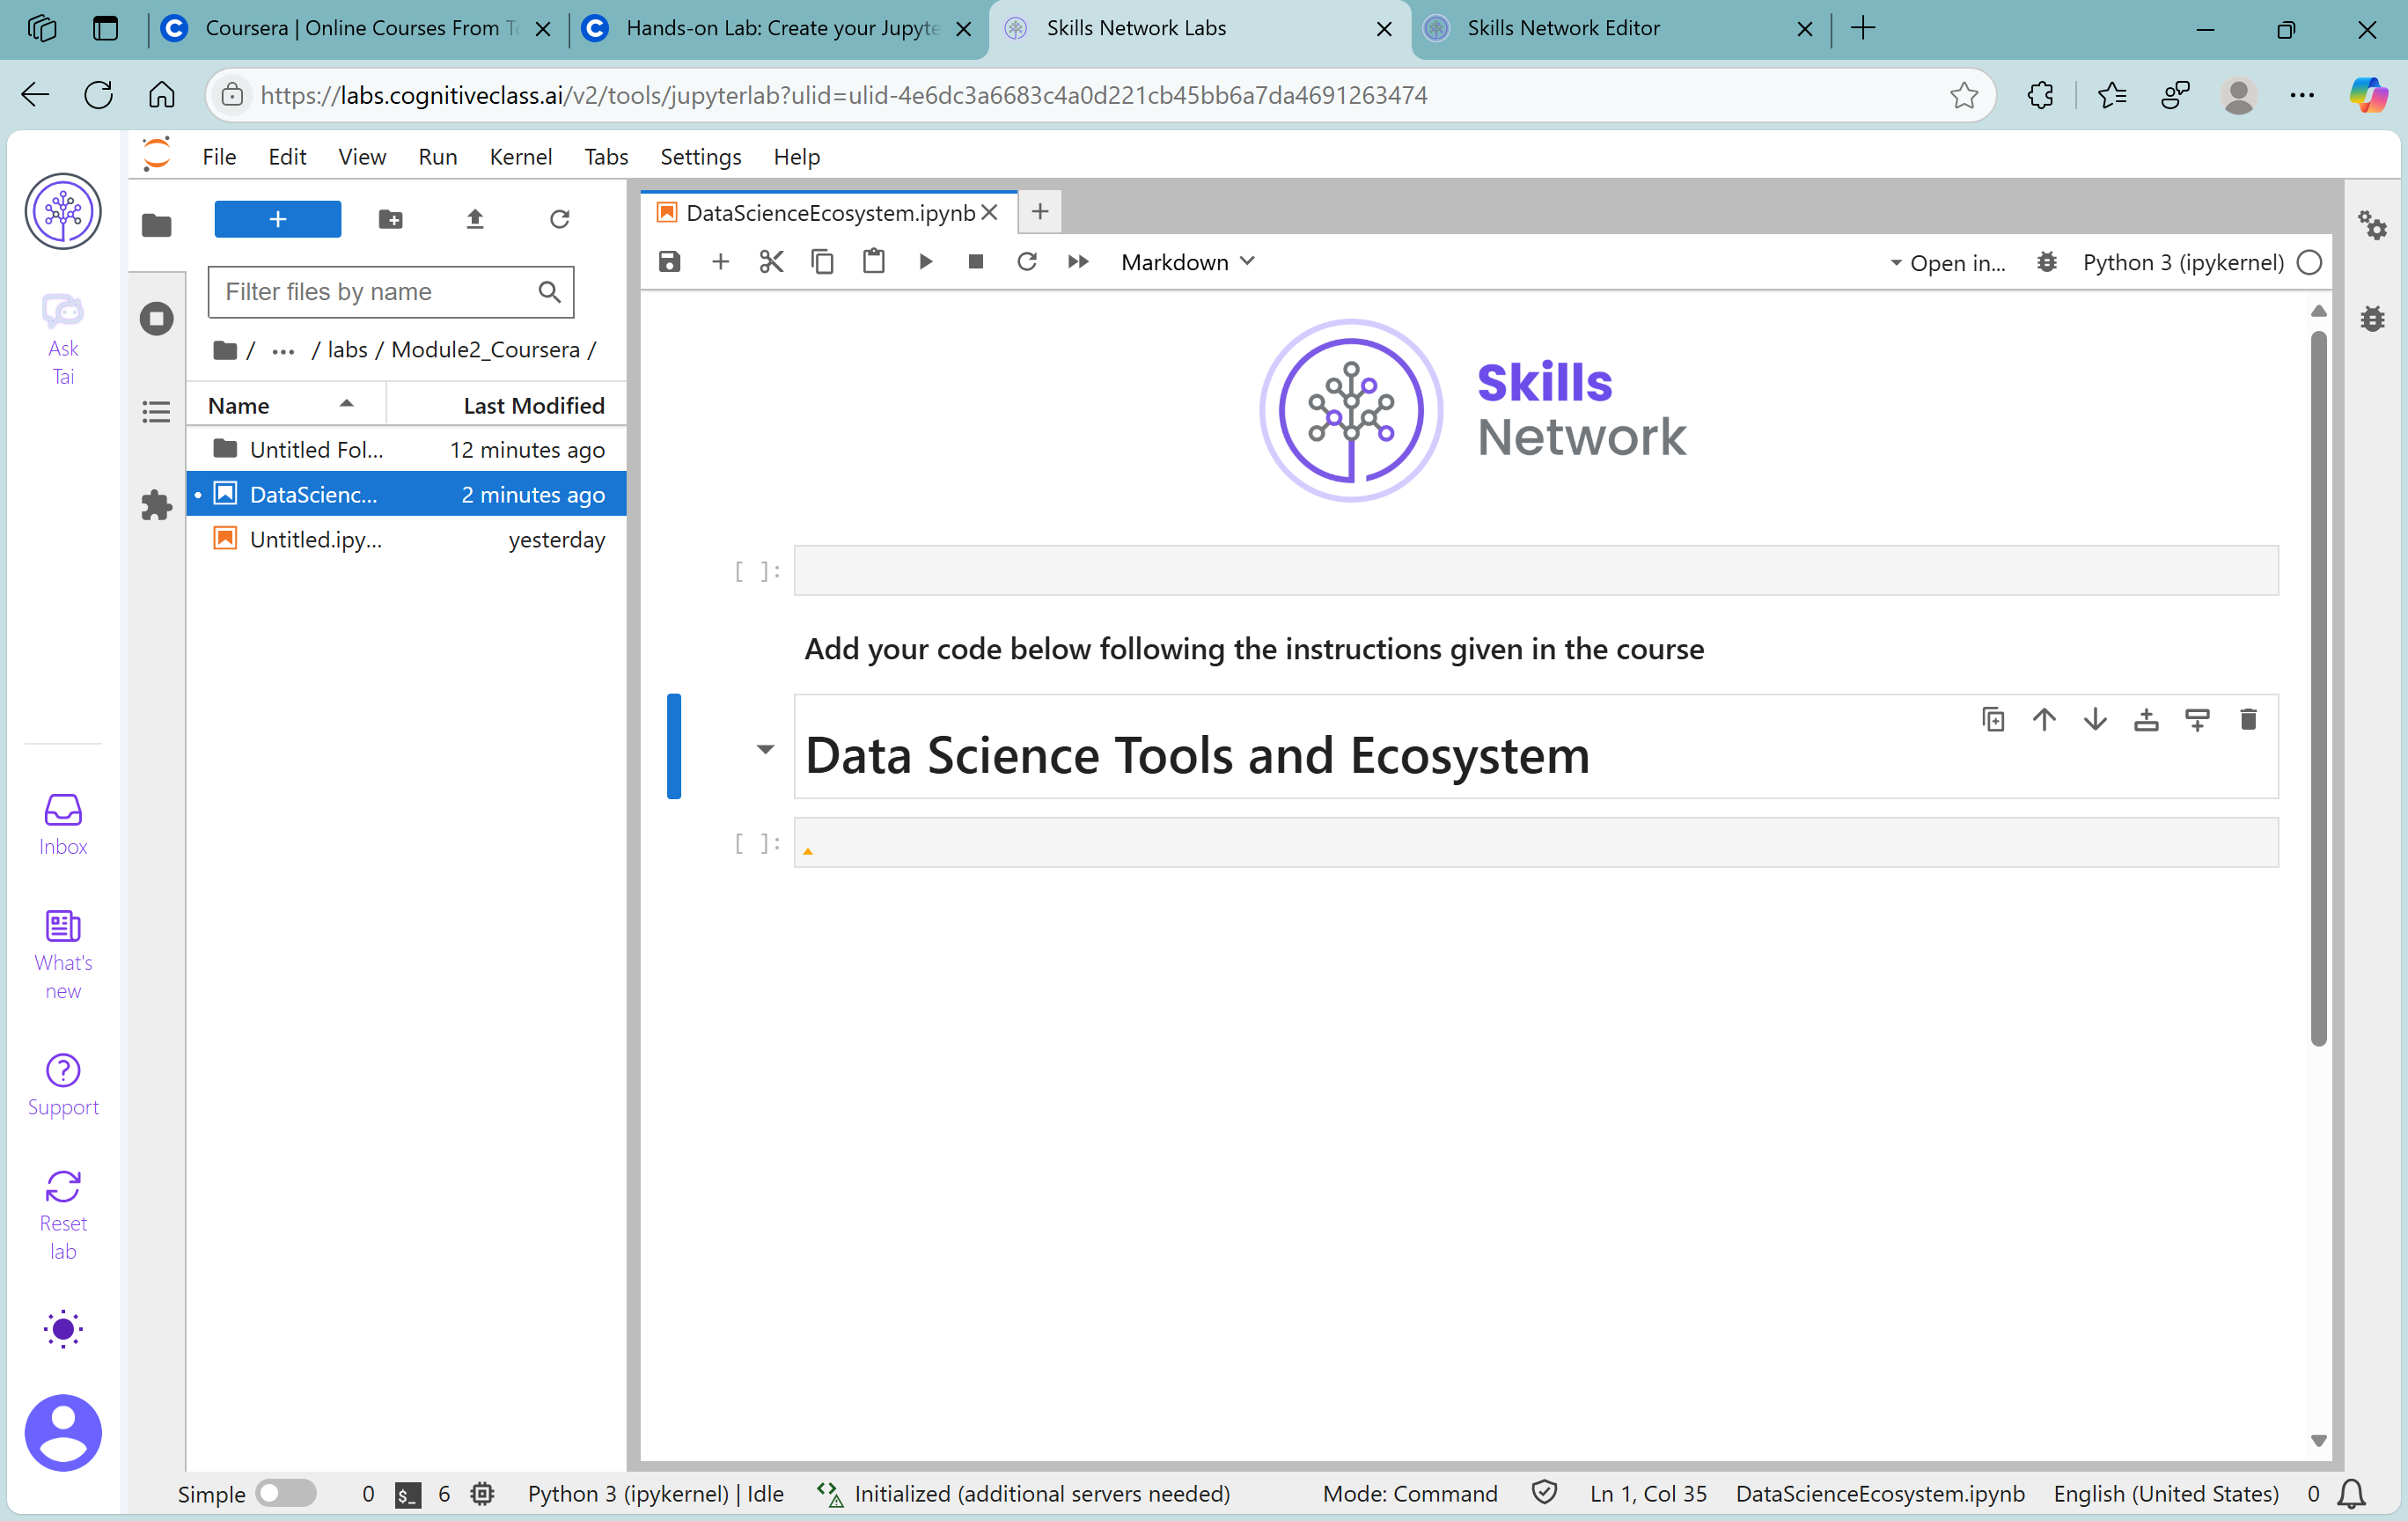 Coursera | Online Courses From T
Hands-on Lab: Create your Jupyte
Skills Network Labs
Skills Network Editor
https://labs.cognitiveclass.ai/v2/tools/jupyterlab?ulid=ulid-4e6dc3a6683c4a0d221cb45bb6a7da4691263474
File Edit View Run Kernel Tabs Settings Help
Ask
Tai
Inbox
What's
new
Support
Reset
lab
Filter files by name
/ ... / labs / Module2_Coursera /
Name Last Modified
Untitled Fol... 12 minutes ago
DataScienc... 2 minutes ago
Untitled.ipy... yesterday
DataScienceEcosystem.ipynb
Markdown
Open in...
Python 3 (ipykernel)
Skills
Network
[ ]:
Add your code below following the instructions given in the course
Data Science Tools and Ecosystem
[ ]:
Simple 0 $_ 6 Python 3 (ipykernel) | Idle Initialized (additional servers needed) Mode: Command Ln 1, Col 35 DataScienceEcosystem.ipynb English (United States) 0